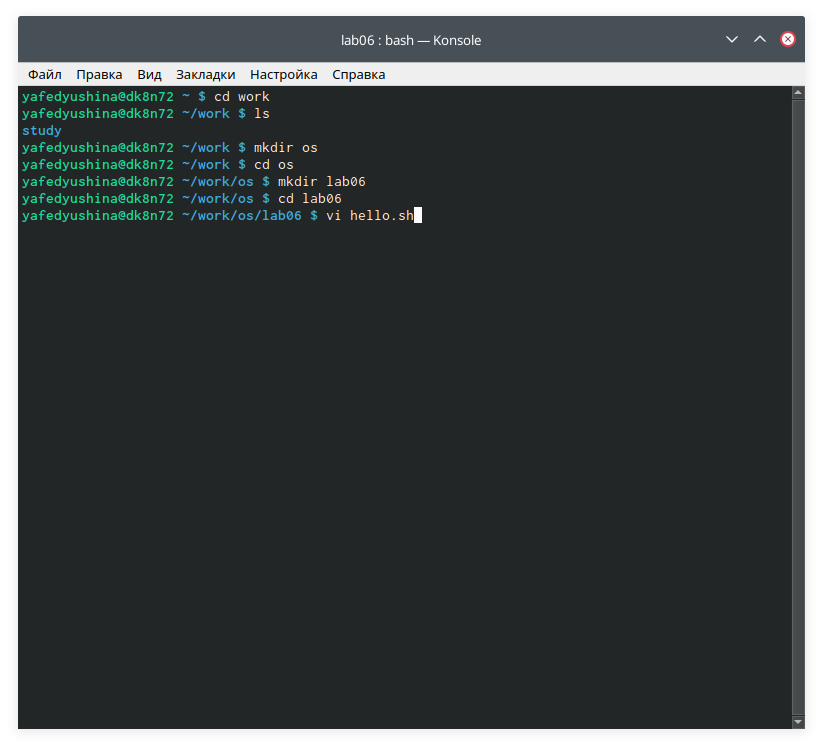 lab06 : bash — Konsole
Файл Правка Вид Закладки Настройка Справка
yafedyushina@dk8n72 ~ $ cd work
yafedyushina@dk8n72 ~/work $ ls
study
yafedyushina@dk8n72 ~/work $ mkdir os
yafedyushina@dk8n72 ~/work $ cd os
yafedyushina@dk8n72 ~/work/os $ mkdir lab06
yafedyushina@dk8n72 ~/work/os $ cd lab06
yafedyushina@dk8n72 ~/work/os/lab06 $ vi hello.sh